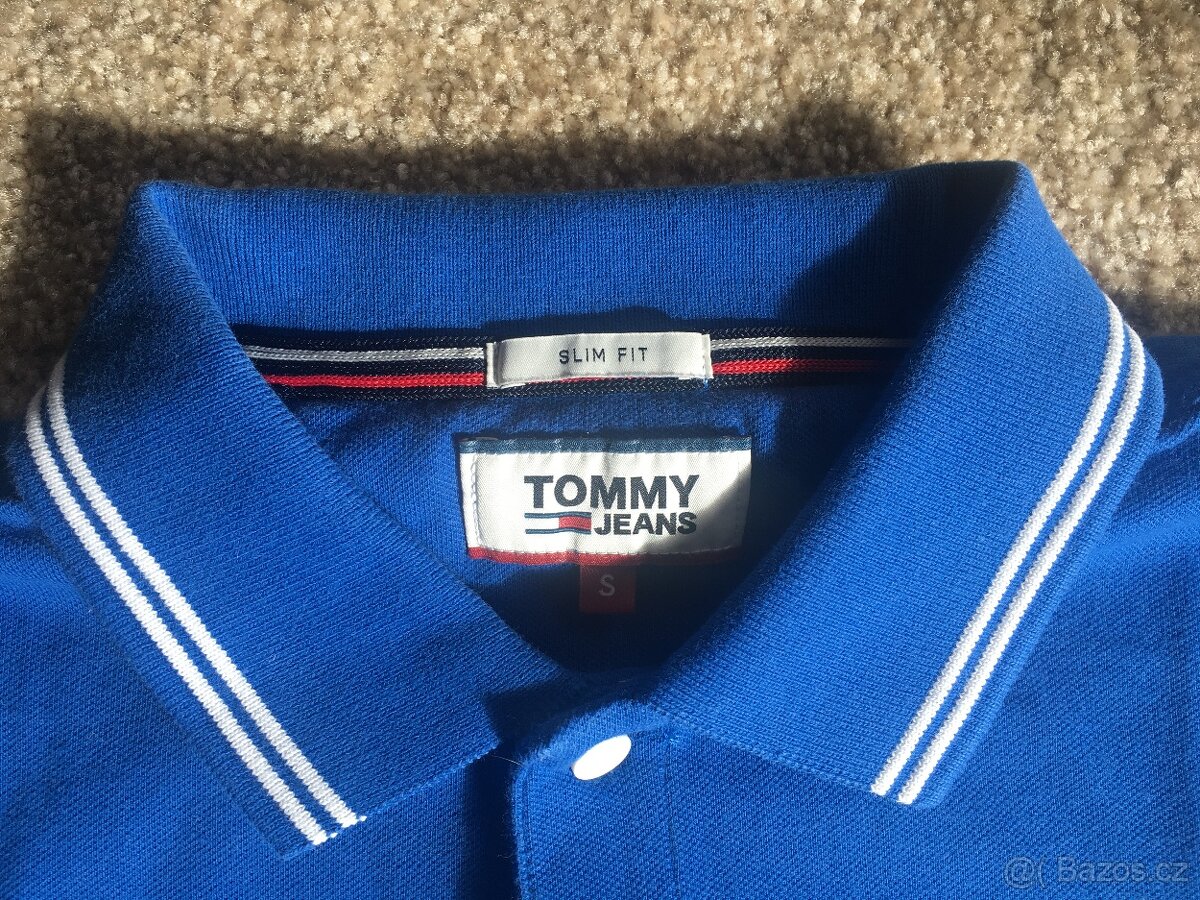 SLIM FIT
TOMMY
JEANS
S
@( Bazos.cz